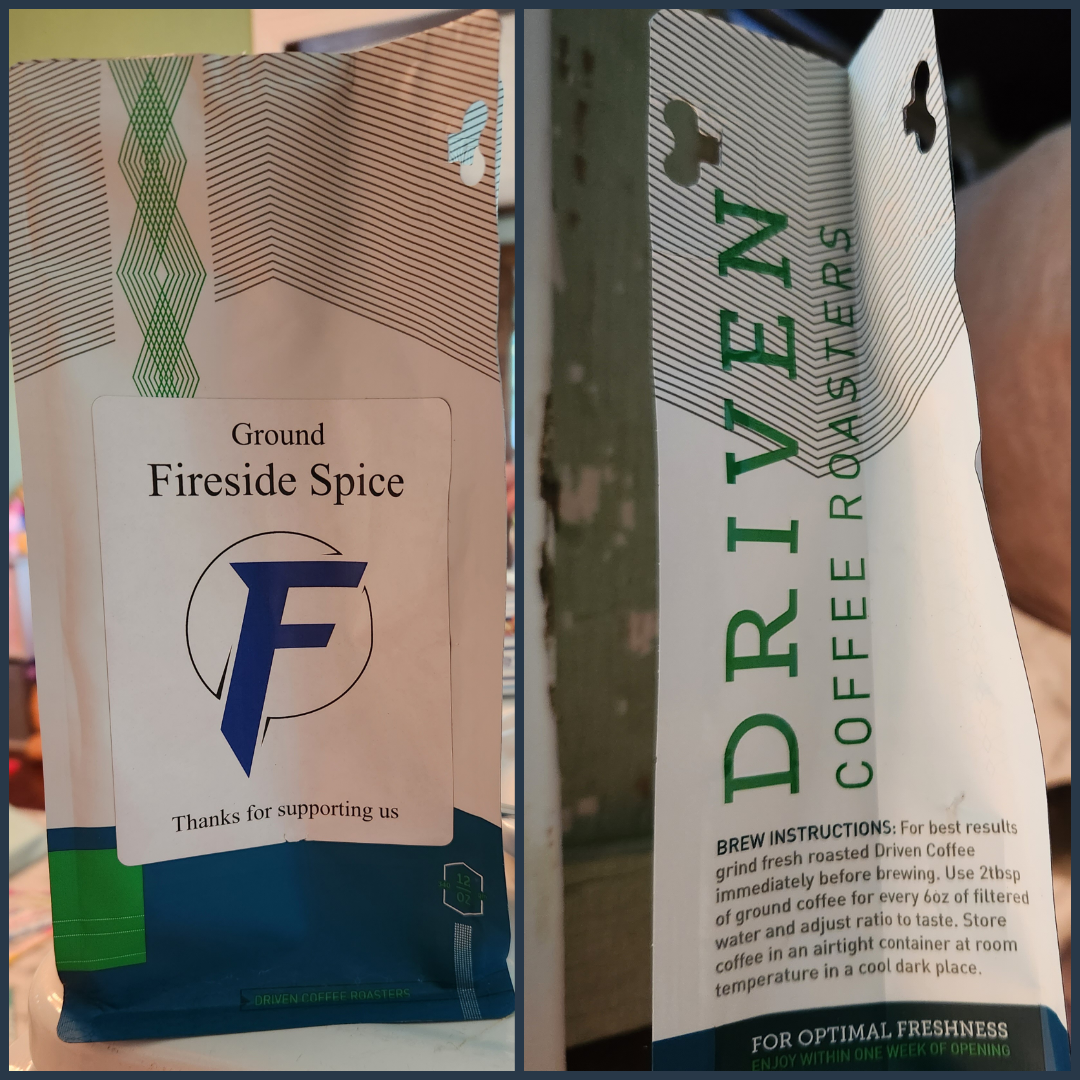 Ground
Fireside Spice
F
Thanks for supporting us
12
OZ
DRIVEN COFFEE ROASTERS
DRIVEN
COFFEE ROASTERS
BREW INSTRUCTIONS: For best results
grind fresh roasted Driven Coffee
immediately before brewing. Use 2tbsp
of ground coffee for every 6oz of filtered
water and adjust ratio to taste. Store
coffee in an airtight container at room
temperature in a cool dark place.
FOR OPTIMAL FRESHNESS
ENJOY WITHIN ONE WEEK OF OPENING